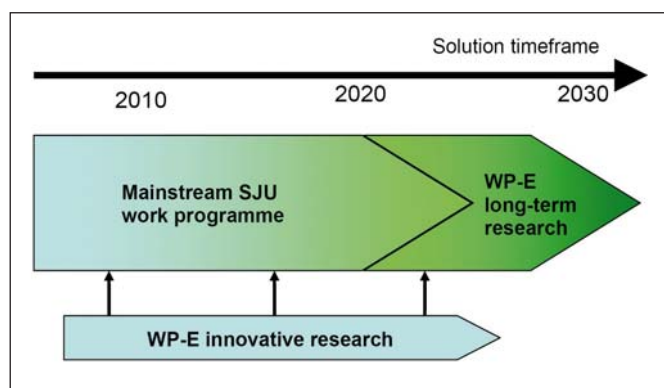 Solution timeframe
2010 2020 2030
Mainstream SJU
work programme
WP-E
long-term
research
WP-E innovative research